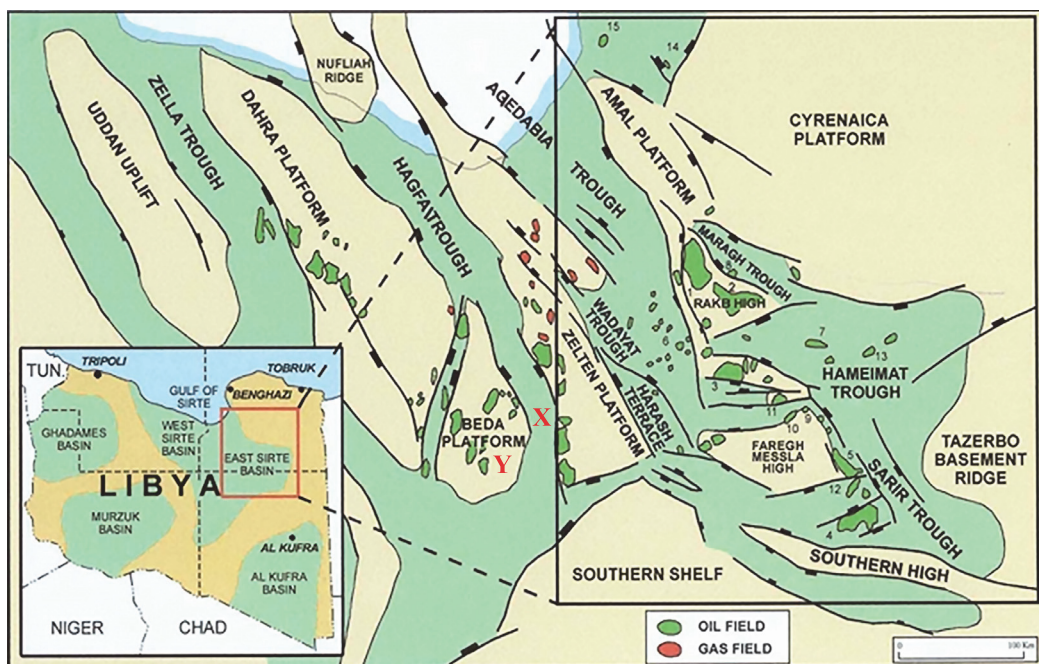 15
14
NUFLIAH
RIDGE
ZELLA TROUGH
UDDAN UPLIFT
DAHRA PLATFORM
HAGFA TROUGH
AQEDABIA
TROUGH
AMAL PLATFORM
CYRENAICA
PLATFORM
MARAGH TROUGH
8
1
2
RAKB HIGH
WADAYAT
TROUGH
6
7
13
HAMEIMAT
TROUGH
ZELTEN PLATFORM
HARASH
TERRACE
3
11
10
9
X
BEDA
PLATFORM
Y
FAREGH
MESSLA
HIGH
5
12
4
SARIR TROUGH
TAZERBO
BASEMENT
RIDGE
SOUTHERN SHELF
SOUTHERN HIGH
TUN.
TRIPOLI
TOBRUK
GULF OF
SIRTE
BENGHAZI
GHADAMES
BASIN
WEST
SIRTE
BASIN
EAST SIRTE
BASIN
LIBYA
MURZUK
BASIN
AL KUFRA
AL KUFRA
BASIN
NIGER
CHAD
OIL FIELD
GAS FIELD
0
100 Km